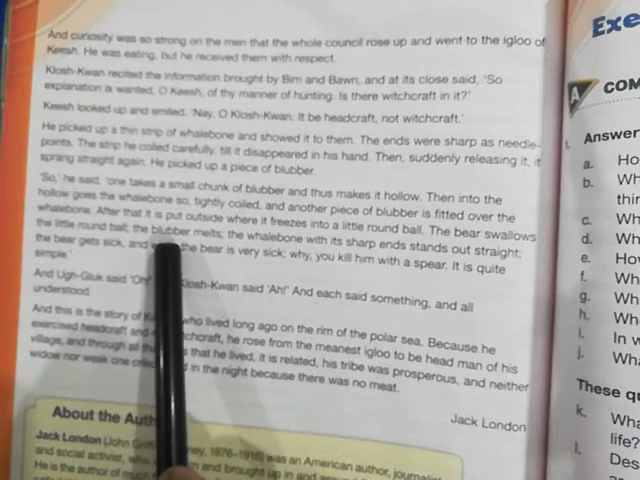 And curiosity was so strong on the men that the whole council rose up and went to the igloo of
Keesh. He was eating, but he received them with respect.
Klosh-Kwan recited the information brought by Bim and Bawn, and at its close said, 'So
explanation is wanted, O Keesh, of thy manner of hunting. Is there witchcraft in it?'
Keesh looked up and smiled. 'Nay, O Klosh-Kwan. It be headcraft, not witchcraft.'
He picked up a thin strip of whalebone and showed it to them. The ends were sharp as needle-
points. The strip he coiled carefully, till it disappeared in his hand. Then, suddenly releasing it, it
sprang straight again. He picked up a piece of blubber.
'So,' he said, 'one takes a small chunk of blubber and thus makes it hollow. Then into the
hollow goes the whalebone so, tightly coiled, and another piece of blubber is fitted over the
whalebone. After that it is put outside where it freezes into a little round ball. The bear swallows
the little round ball; the blubber melts; the whalebone with its sharp ends stands out straight;
the bear gets sick, and the bear is very sick; why, you kill him with a spear. It is quite
simple.'
And Ugh-Gluk said 'Oh!' Klosh-Kwan said 'Ah!' And each said something, and all
understood.
And this is the story of who lived long ago on the rim of the polar sea. Because he
exercised headcraft and he rose from the meanest igloo to be head man of his
village, and through all that he lived, it is related, his tribe was prosperous, and neither
widow nor weak one in the night because there was no meat.
Jack London
About the Auth
Jack London (John 1876–1916) was an American author, journalist
and social activist, and brought up in and around
He is the author of much
Exe
A COM
Answer
a. Ho
b. Wh
thir
c. Wh
d. Wh
e. How
f. Wh
g. Wh
h. Wh
i. In w
j. Wha
These qu
k. Wha
life?
l. Des